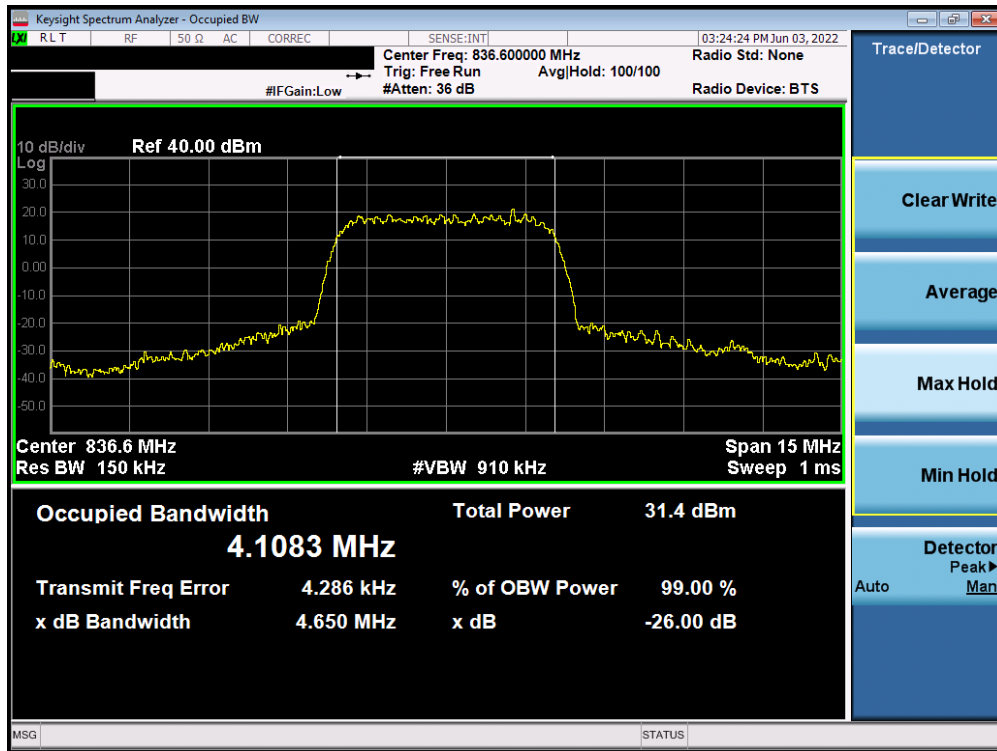 Keysight Spectrum Analyzer - Occupied BW
LXI RLT RF 50 Ω AC CORREC SENSE:INT 03:24:24 PM Jun 03, 2022
Center Freq: 836.600000 MHz Radio Std: None
Trig: Free Run Avg|Hold: 100/100
#IFGain:Low #Atten: 36 dB Radio Device: BTS
10 dB/div Ref 40.00 dBm
Log
30.0
20.0
10.0
0.00
-10.0
-20.0
-30.0
-40.0
-50.0
Center 836.6 MHz Span 15 MHz
Res BW 150 kHz #VBW 910 kHz Sweep 1 ms
Occupied Bandwidth Total Power 31.4 dBm
4.1083 MHz
Transmit Freq Error 4.286 kHz % of OBW Power 99.00 %
x dB Bandwidth 4.650 MHz x dB -26.00 dB
MSG STATUS
Trace/Detector
Clear Write
Average
Max Hold
Min Hold
Detector
Peak▶
Auto Man